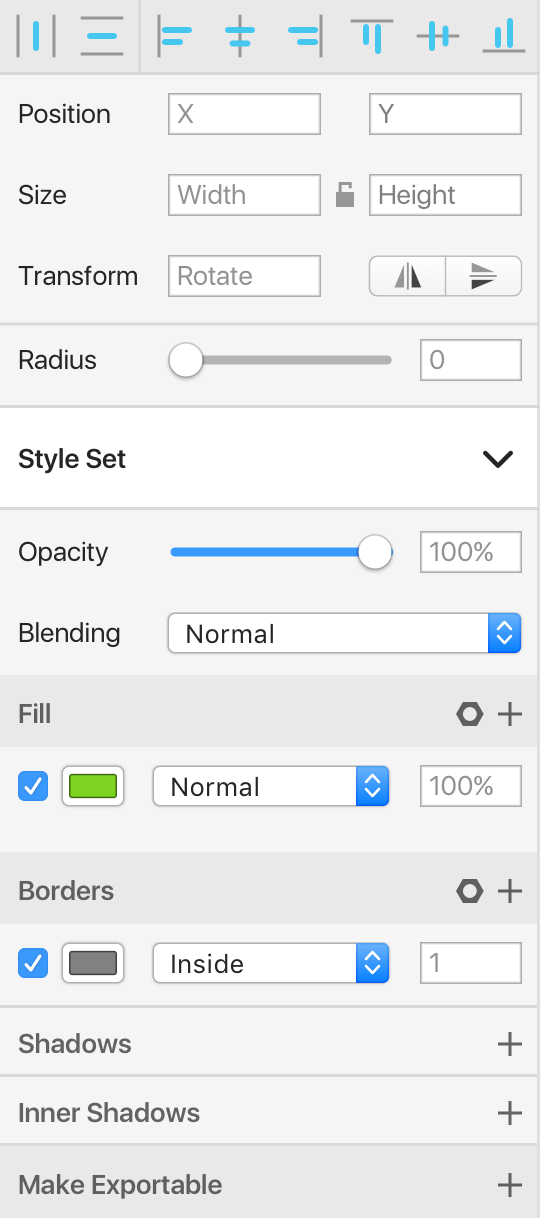 Position X Y
Size Width Height
Transform Rotate
Radius 0
Style Set
Opacity 100%
Blending Normal
Fill
Normal 100%
Borders
Inside 1
Shadows
Inner Shadows
Make Exportable